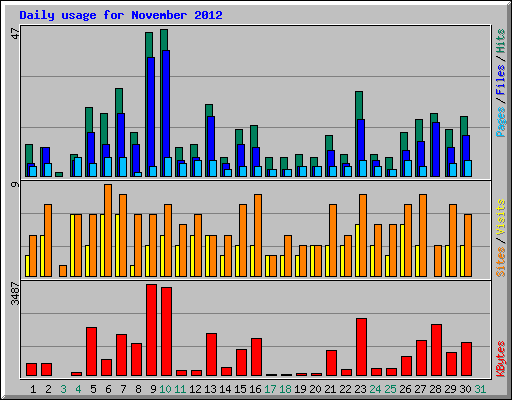 Daily usage for November 2012
47
Pages / Files / Hits
9
Sites / Visits
3487
KBytes
1 2 3 4 5 6 7 8 9 10 11 12 13 14 15 16 17 18 19 20 21 22 23 24 25 26 27 28 29 30 31